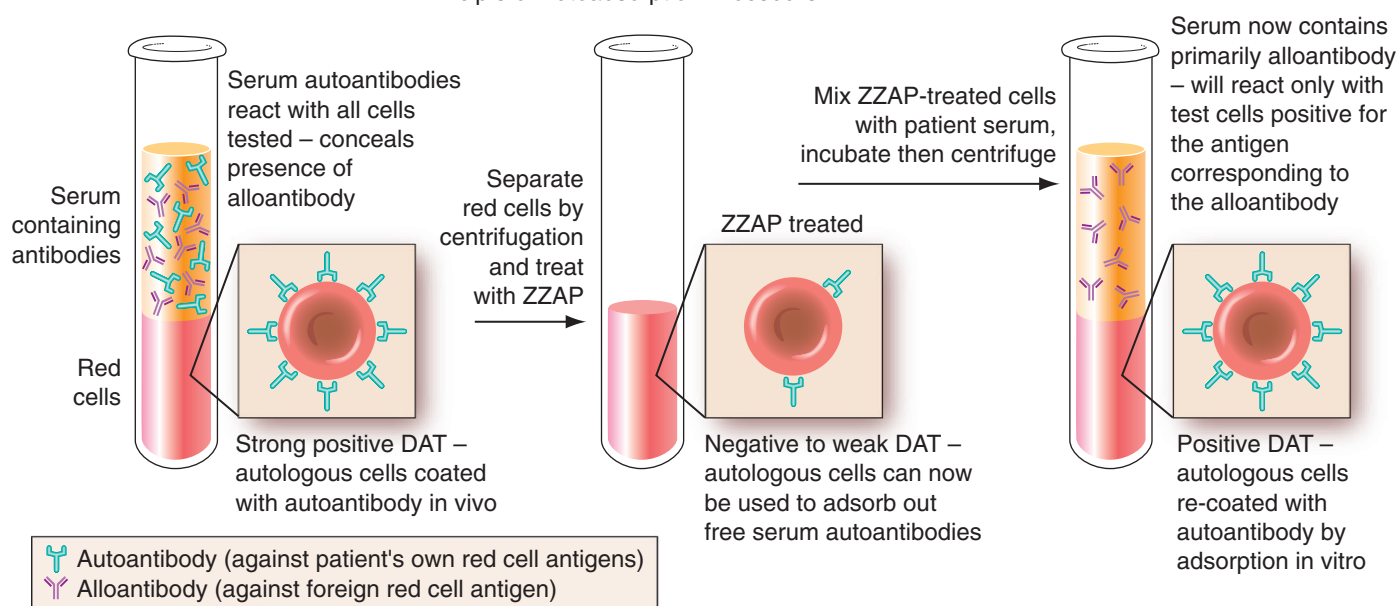 Serum autoantibodies
react with all cells
tested – conceals
presence of
alloantibody
Serum
containing
antibodies
Red
cells
Strong positive DAT –
autologous cells coated
with autoantibody in vivo
Separate
red cells by
centrifugation
and treat
with ZZAP
ZZAP treated
Negative to weak DAT –
autologous cells can now
be used to adsorb out
free serum autoantibodies
Mix ZZAP-treated cells
with patient serum,
incubate then centrifuge
Serum now contains
primarily alloantibody
– will react only with
test cells positive for
the antigen
corresponding to
the alloantibody
Positive DAT –
autologous cells
re-coated with
autoantibody by
adsorption in vitro
Autoantibody (against patient's own red cell antigens)
Alloantibody (against foreign red cell antigen)